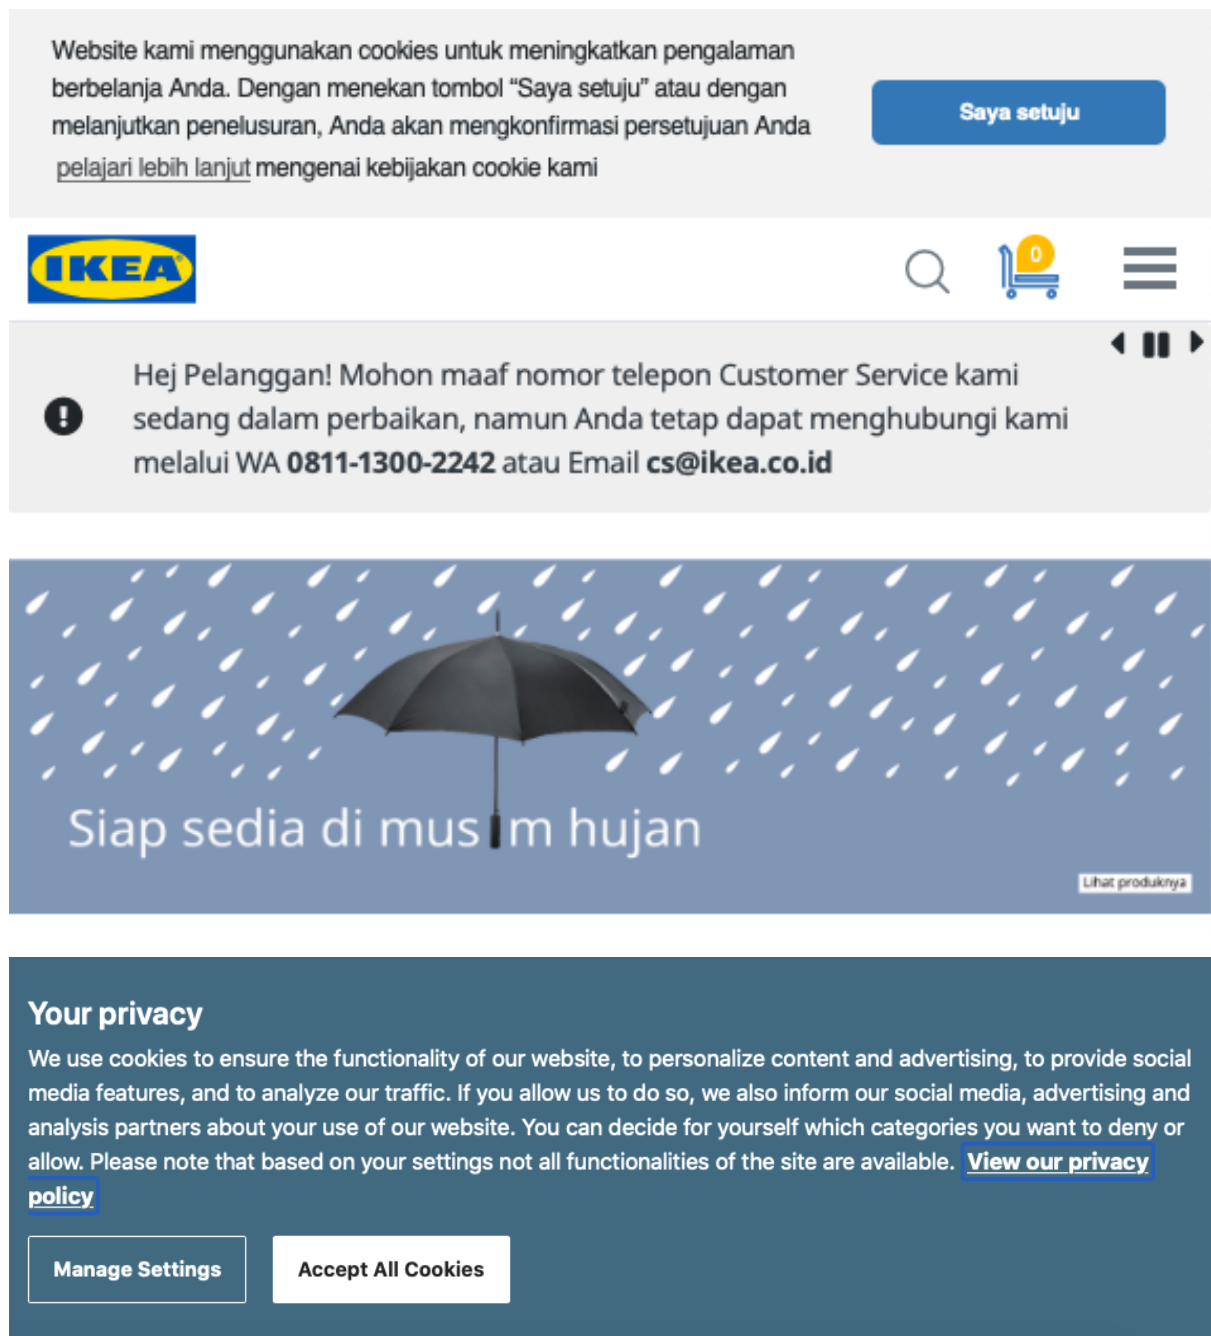 Website kami menggunakan cookies untuk meningkatkan pengalaman
berbelanja Anda. Dengan menekan tombol “Saya setuju” atau dengan
melanjutkan penelusuran, Anda akan mengkonfirmasi persetujuan Anda
pelajari lebih lanjut mengenai kebijakan cookie kami
Saya setuju
IKEA
0
Hej Pelanggan! Mohon maaf nomor telepon Customer Service kami
sedang dalam perbaikan, namun Anda tetap dapat menghubungi kami
melalui WA 0811-1300-2242 atau Email cs@ikea.co.id
Siap sedia di mus m hujan
Lihat produknya
Your privacy
We use cookies to ensure the functionality of our website, to personalize content and advertising, to provide social
media features, and to analyze our traffic. If you allow us to do so, we also inform our social media, advertising and
analysis partners about your use of our website. You can decide for yourself which categories you want to deny or
allow. Please note that based on your settings not all functionalities of the site are available. View our privacy
policy
Manage Settings
Accept All Cookies